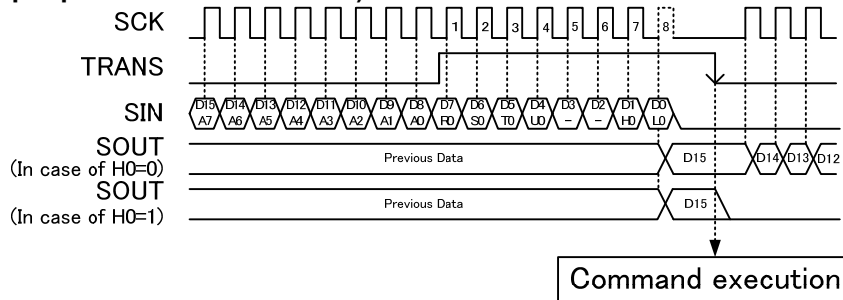 SCK 1 2 3 4 5 6 7 8
TRANS
D15 D14 D13 D12 D11 D10 D9 D8 D7 D6 D5 D4 D3 D2 D1 D0
SIN
A7 A6 A5 A4 A3 A2 A1 A0 R0 S0 T0 U0 - - H0 L0
SOUT
(In case of H0=0) Previous Data D15 D14 D13 D12
SOUT
(In case of H0=1) Previous Data D15
Command execution